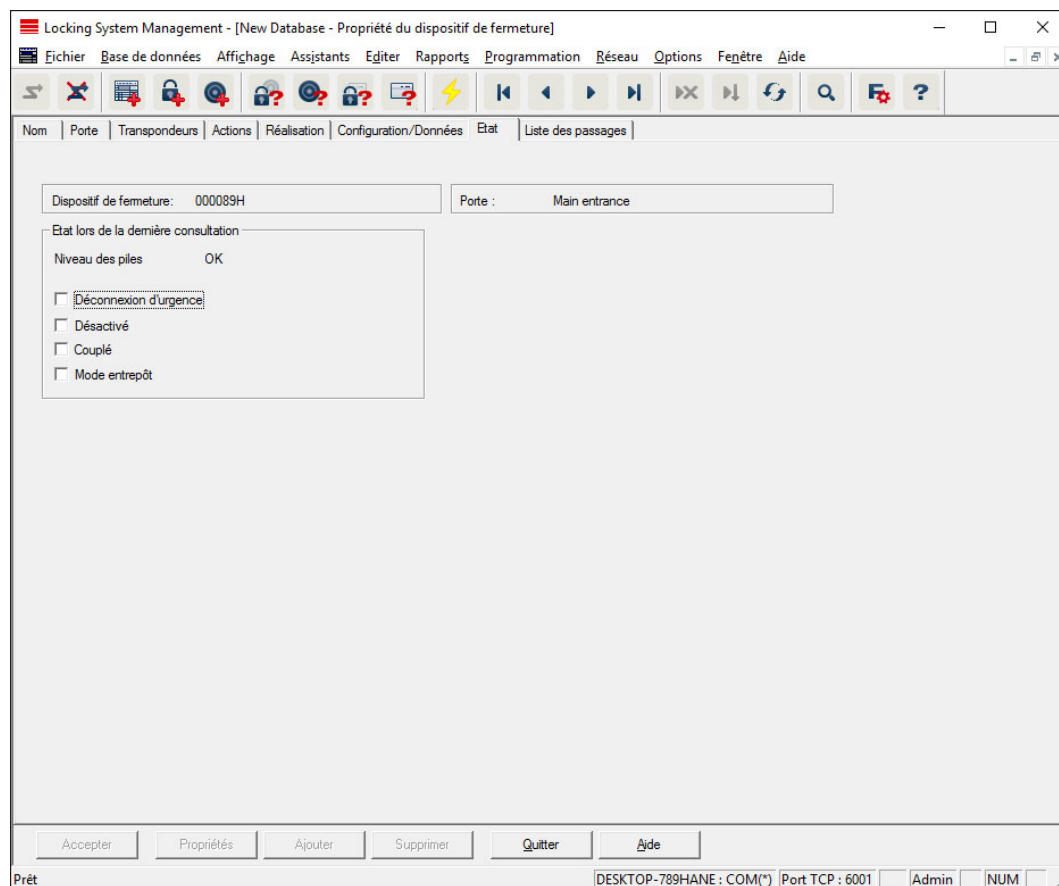 Locking System Management - [New Database - Propriété du dispositif de fermeture]
Fichier Base de données Affichage Assistants Editer Rapports Programmation Réseau Options Fenêtre Aide
Nom Porte Transpondeurs Actions Réalisation Configuration/Données Etat Liste des passages
Dispositif de fermeture: 000089H Porte : Main entrance
Etat lors de la dernière consultation
Niveau des piles OK
Déconnexion d'urgence
Désactivé
Couplé
Mode entrepôt
Accepter Propriétés Ajouter Supprimer Quitter Aide
Prêt DESKTOP-789HANE : COM(*) Port TCP : 6001 Admin NUM